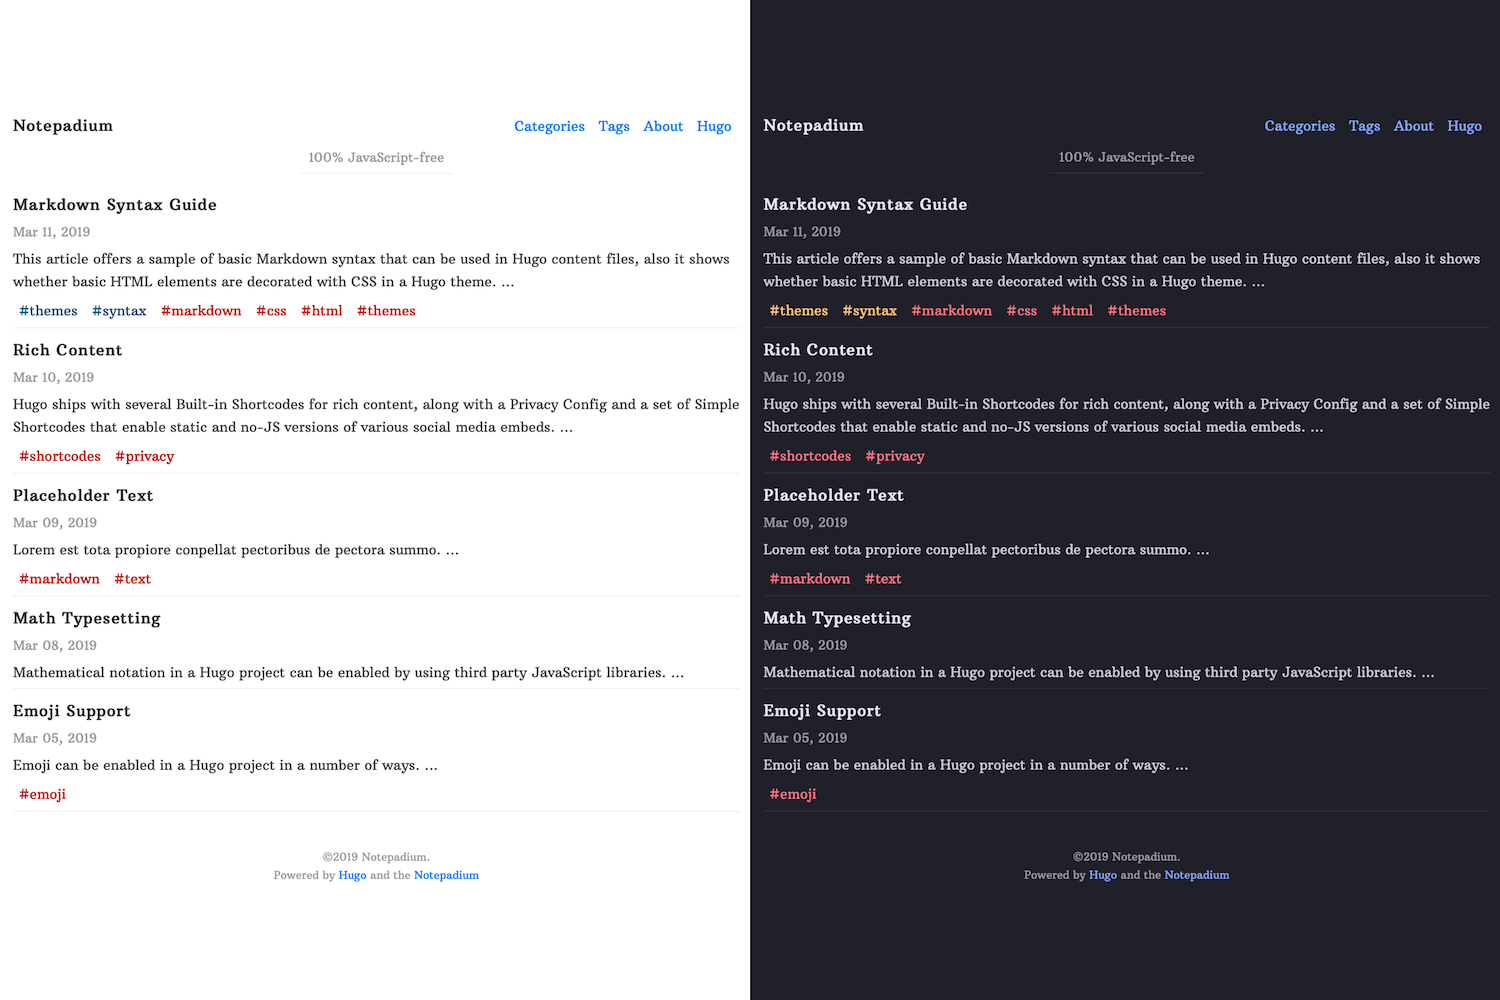 Notepadium
Categories Tags About Hugo
100% JavaScript-free
Markdown Syntax Guide
Mar 11, 2019
This article offers a sample of basic Markdown syntax that can be used in Hugo content files, also it shows
whether basic HTML elements are decorated with CSS in a Hugo theme. ...
#themes #syntax #markdown #css #html #themes
Rich Content
Mar 10, 2019
Hugo ships with several Built-in Shortcodes for rich content, along with a Privacy Config and a set of Simple
Shortcodes that enable static and no-JS versions of various social media embeds. ...
#shortcodes #privacy
Placeholder Text
Mar 09, 2019
Lorem est tota propiore conpellat pectoribus de pectora summo. ...
#markdown #text
Math Typesetting
Mar 08, 2019
Mathematical notation in a Hugo project can be enabled by using third party JavaScript libraries. ...
Emoji Support
Mar 05, 2019
Emoji can be enabled in a Hugo project in a number of ways. ...
#emoji
©2019 Notepadium.
Powered by Hugo and the Notepadium
Notepadium
Categories Tags About Hugo
100% JavaScript-free
Markdown Syntax Guide
Mar 11, 2019
This article offers a sample of basic Markdown syntax that can be used in Hugo content files, also it shows
whether basic HTML elements are decorated with CSS in a Hugo theme. ...
#themes #syntax #markdown #css #html #themes
Rich Content
Mar 10, 2019
Hugo ships with several Built-in Shortcodes for rich content, along with a Privacy Config and a set of Simple
Shortcodes that enable static and no-JS versions of various social media embeds. ...
#shortcodes #privacy
Placeholder Text
Mar 09, 2019
Lorem est tota propiore conpellat pectoribus de pectora summo. ...
#markdown #text
Math Typesetting
Mar 08, 2019
Mathematical notation in a Hugo project can be enabled by using third party JavaScript libraries. ...
Emoji Support
Mar 05, 2019
Emoji can be enabled in a Hugo project in a number of ways. ...
#emoji
©2019 Notepadium.
Powered by Hugo and the Notepadium